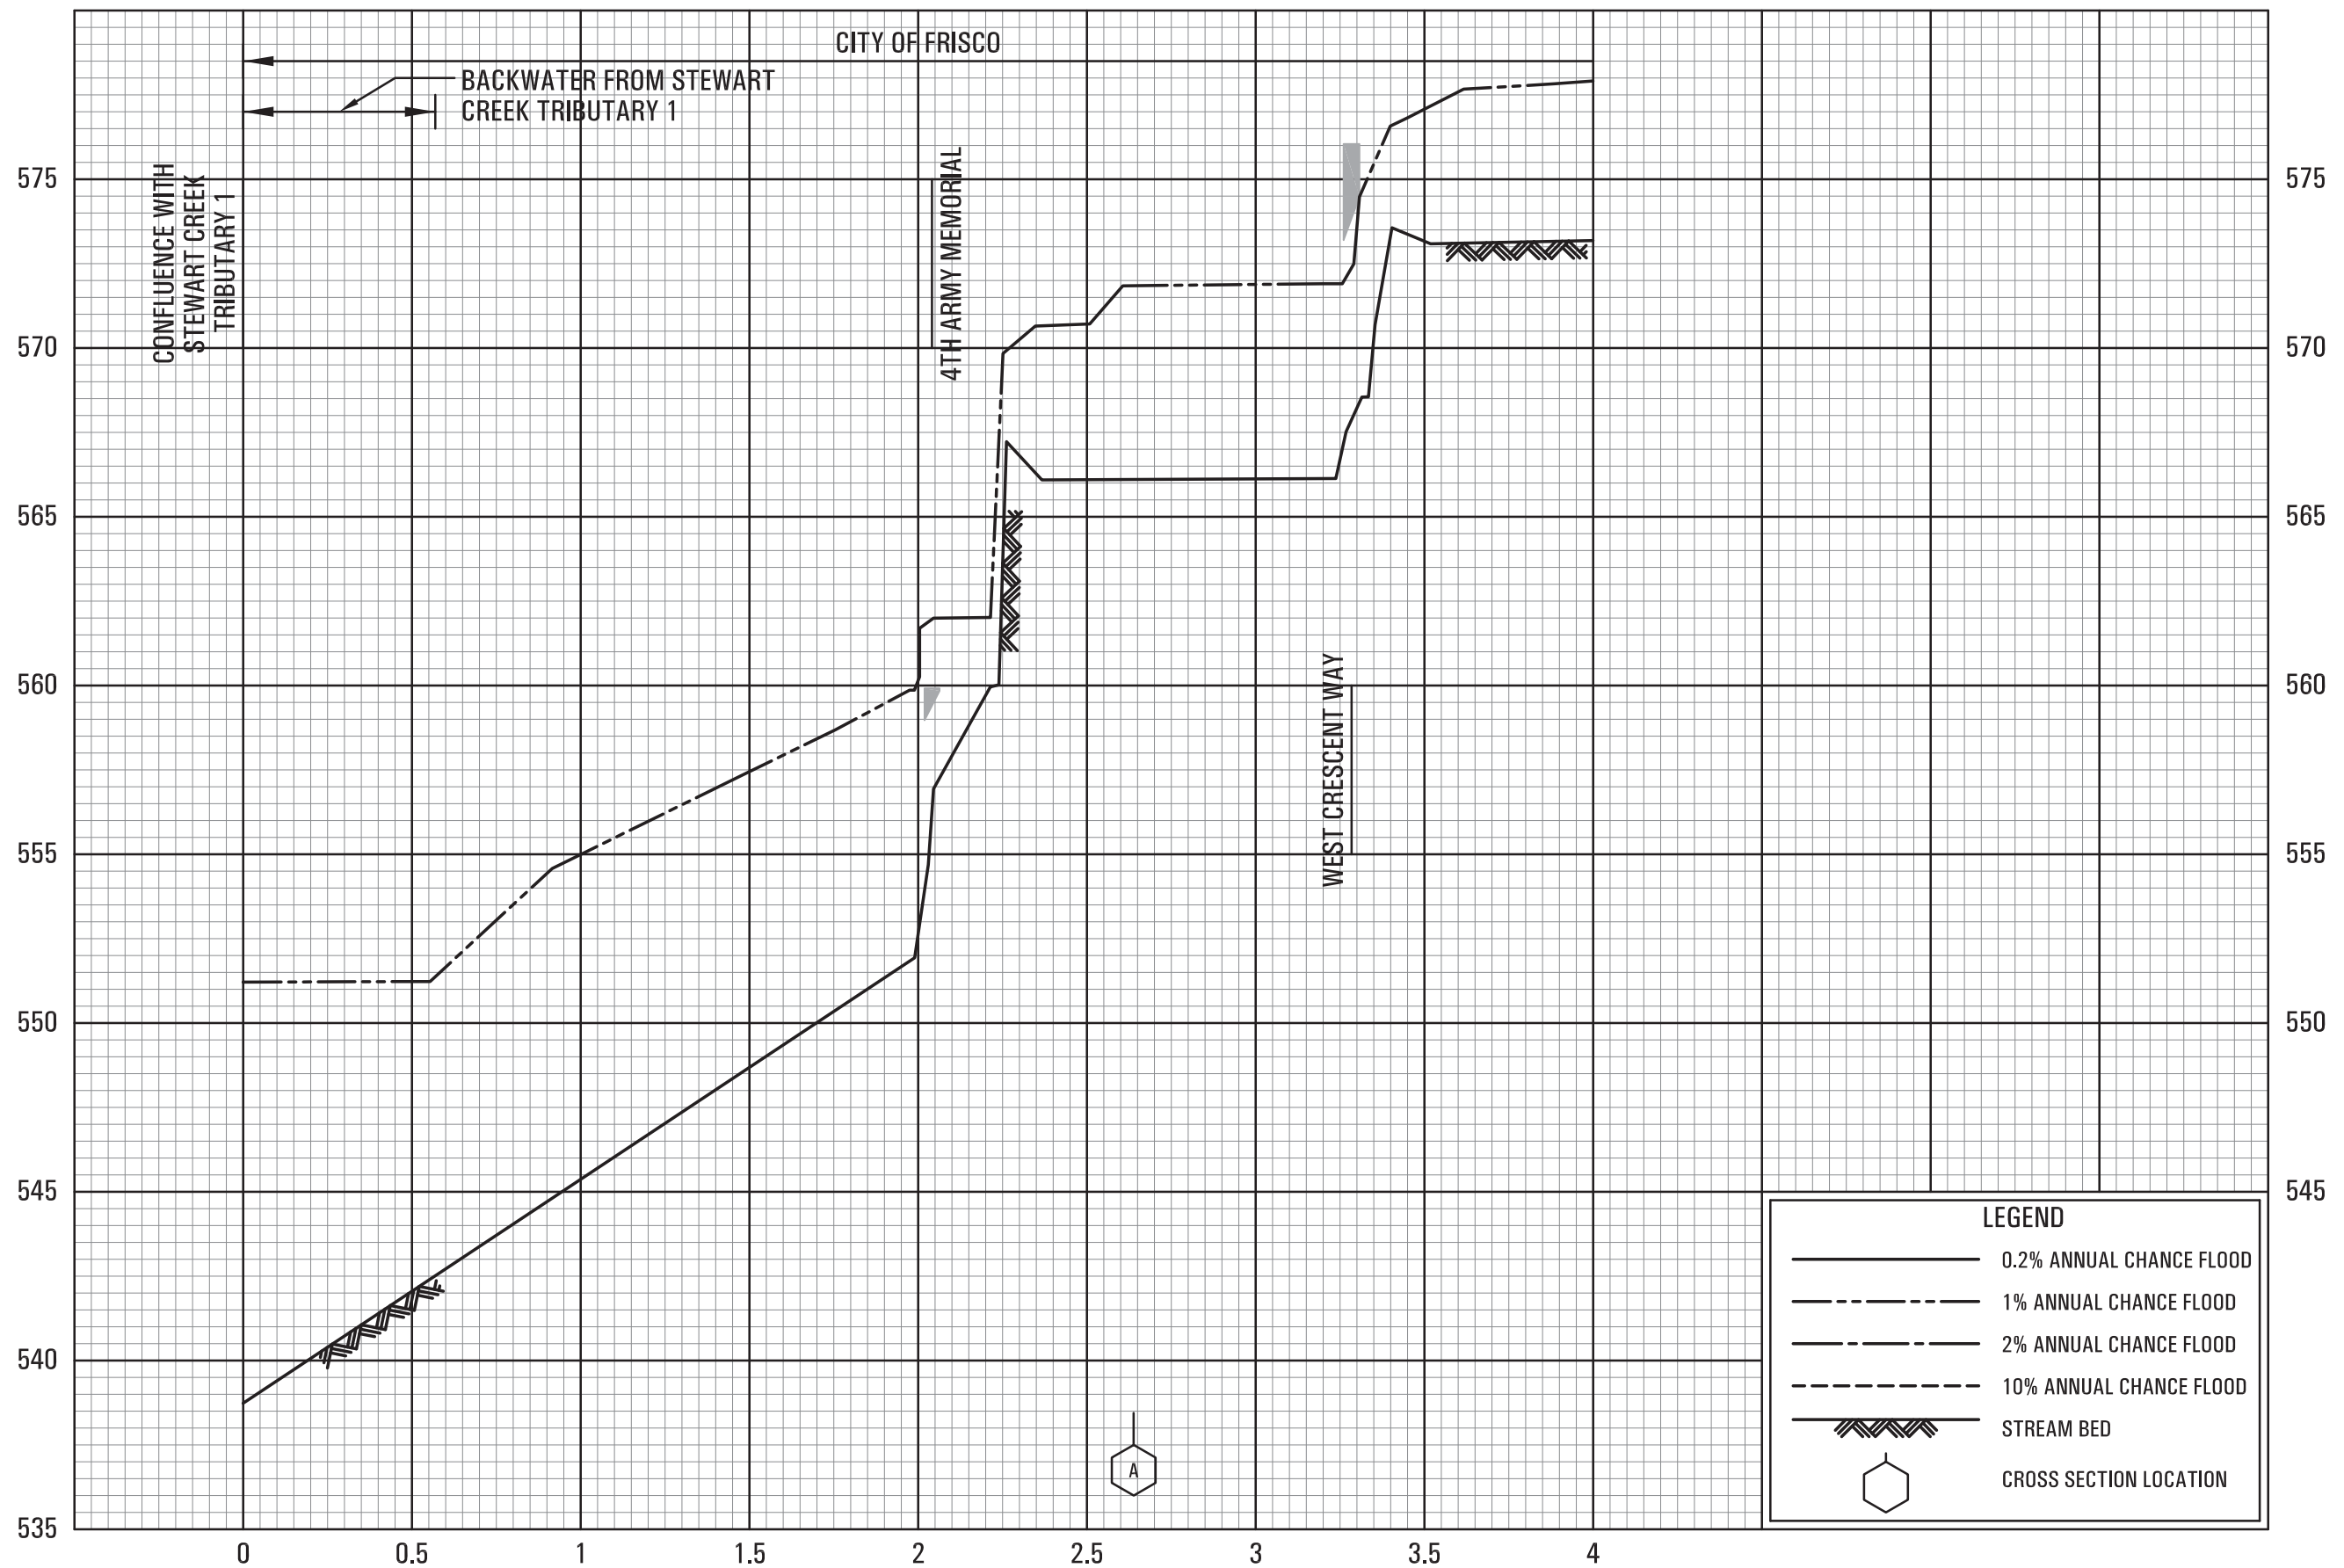 CITY OF FRISCO
BACKWATER FROM STEWART
CREEK TRIBUTARY 1
CONFLUENCE WITH
STEWART CREEK
TRIBUTARY 1
4TH ARMY MEMORIAL
WEST CRESCENT WAY
575
570
565
560
555
550
545
540
535
575
570
565
560
555
550
545
A
0 0.5 1 1.5 2 2.5 3 3.5 4
LEGEND
0.2% ANNUAL CHANCE FLOOD
1% ANNUAL CHANCE FLOOD
2% ANNUAL CHANCE FLOOD
10% ANNUAL CHANCE FLOOD
STREAM BED
CROSS SECTION LOCATION